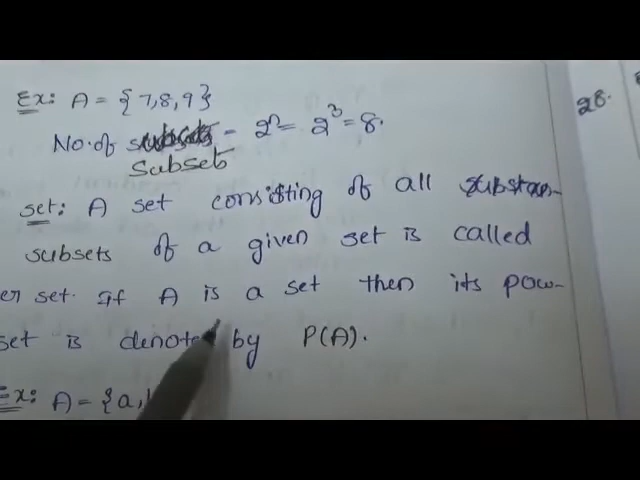 Ex: A = {7,8,9}
No. of subsets = 2ⁿ = 2³ = 8.
Subset
set: A set consisting of all
subsets of a given set is called
er set. If A is a set then its pow-
set is denoted by P(A).
Ex: A = {a,
28.